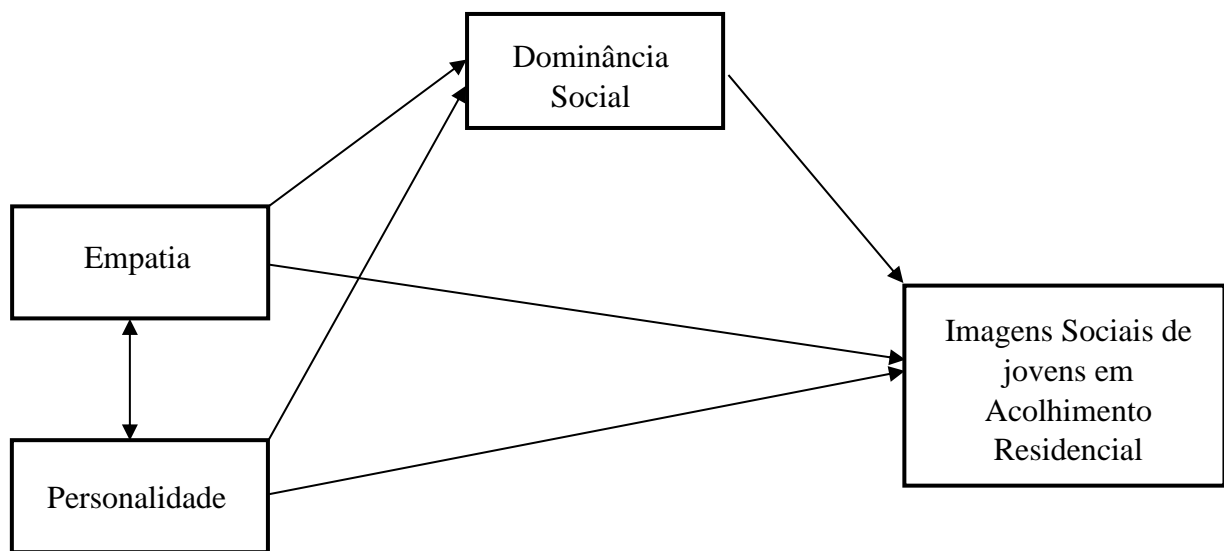 Dominância
Social
Empatia
Imagens Sociais de
jovens em
Acolhimento
Residencial
Personalidade